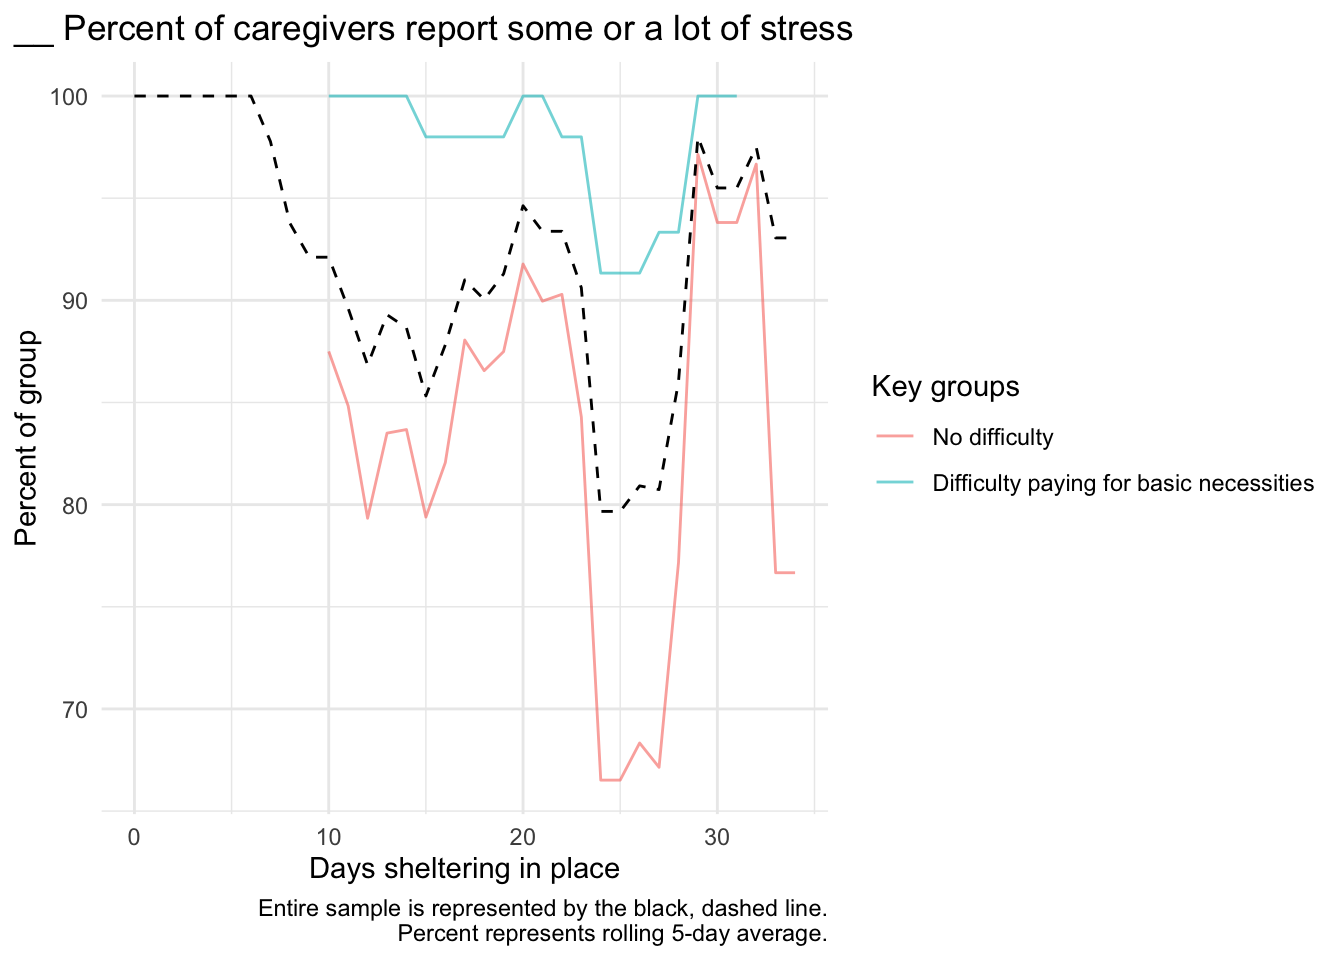 __ Percent of caregivers report some or a lot of stress
100
90
80
70
Percent of group
0 10 20 30
Days sheltering in place
Key groups
No difficulty
Difficulty paying for basic necessities
Entire sample is represented by the black, dashed line.
Percent represents rolling 5-day average.